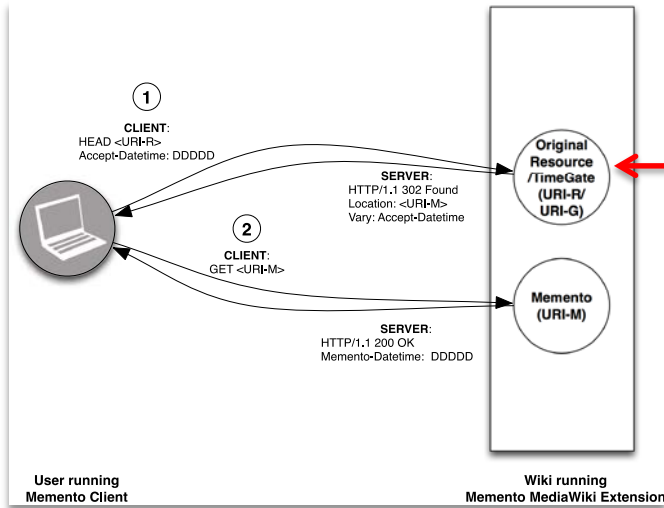 1
CLIENT:
HEAD <URI-R>
Accept-Datetime: DDDDD
SERVER:
HTTP/1.1 302 Found
Location: <URI-M>
Vary: Accept-Datetime
Original
Resource
/TimeGate
(URI-R/
URI-G)
2
CLIENT:
GET <URI-M>
SERVER:
HTTP/1.1 200 OK
Memento-Datetime: DDDDD
Memento
(URI-M)
User running
Memento Client
Wiki running
Memento MediaWiki Extension